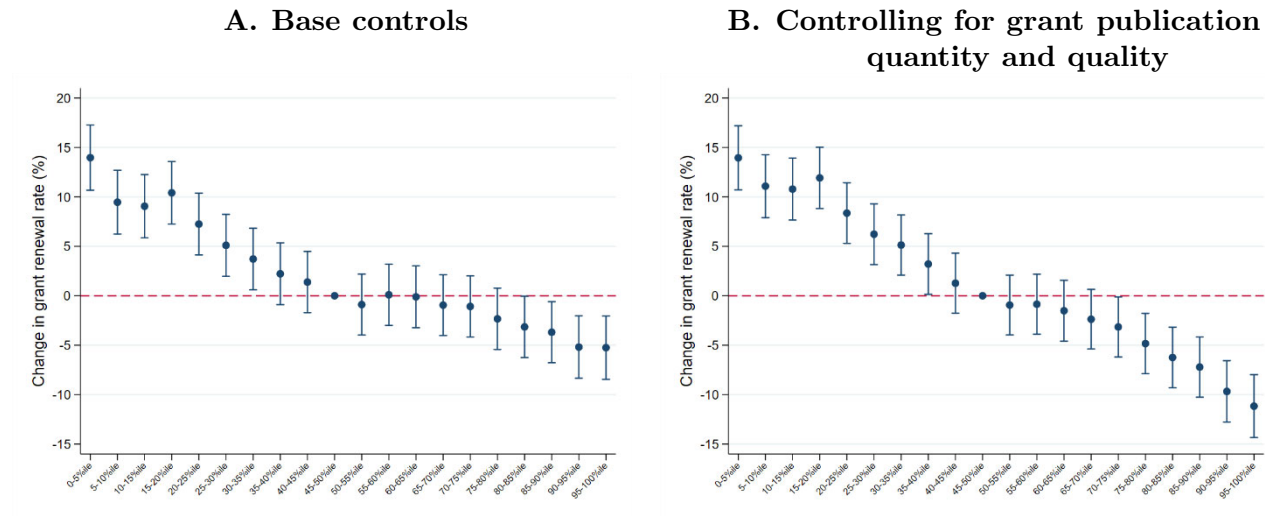 A. Base controls
20
15
10
5
0
-5
-10
-15
Change in grant renewal rate (%)
0-5%ile
5-10%ile
10-15%ile
15-20%ile
20-25%ile
25-30%ile
30-35%ile
35-40%ile
40-45%ile
45-50%ile
50-55%ile
55-60%ile
60-65%ile
65-70%ile
70-75%ile
75-80%ile
80-85%ile
85-90%ile
90-95%ile
95-100%ile
B. Controlling for grant publication
quantity and quality
20
15
10
5
0
-5
-10
-15
Change in grant renewal rate (%)
0-5%ile
5-10%ile
10-15%ile
15-20%ile
20-25%ile
25-30%ile
30-35%ile
35-40%ile
40-45%ile
45-50%ile
50-55%ile
55-60%ile
60-65%ile
65-70%ile
70-75%ile
75-80%ile
80-85%ile
85-90%ile
90-95%ile
95-100%ile